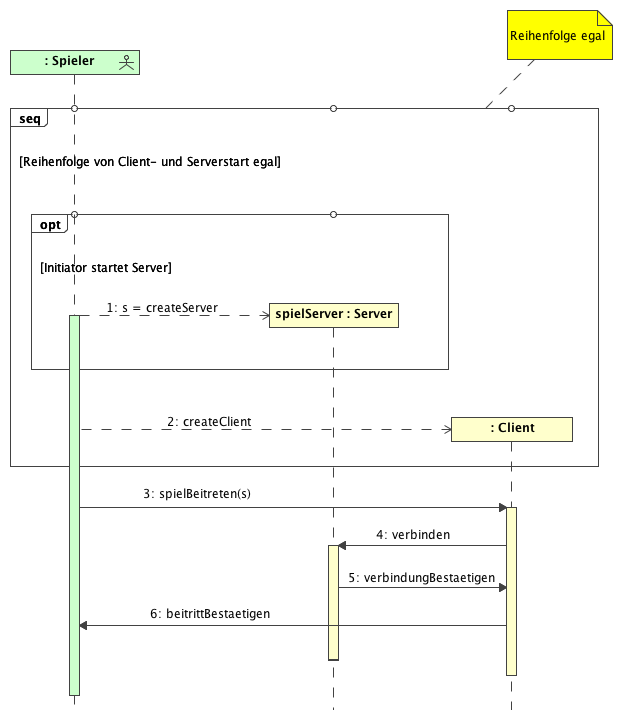 Reihenfolge egal
: Spieler
seq
[Reihenfolge von Client- und Serverstart egal]
opt
[Initiator startet Server]
1: s = createServer
spielServer : Server
2: createClient
: Client
3: spielBeitreten(s)
4: verbinden
5: verbindungBestaetigen
6: beitrittBestaetigen